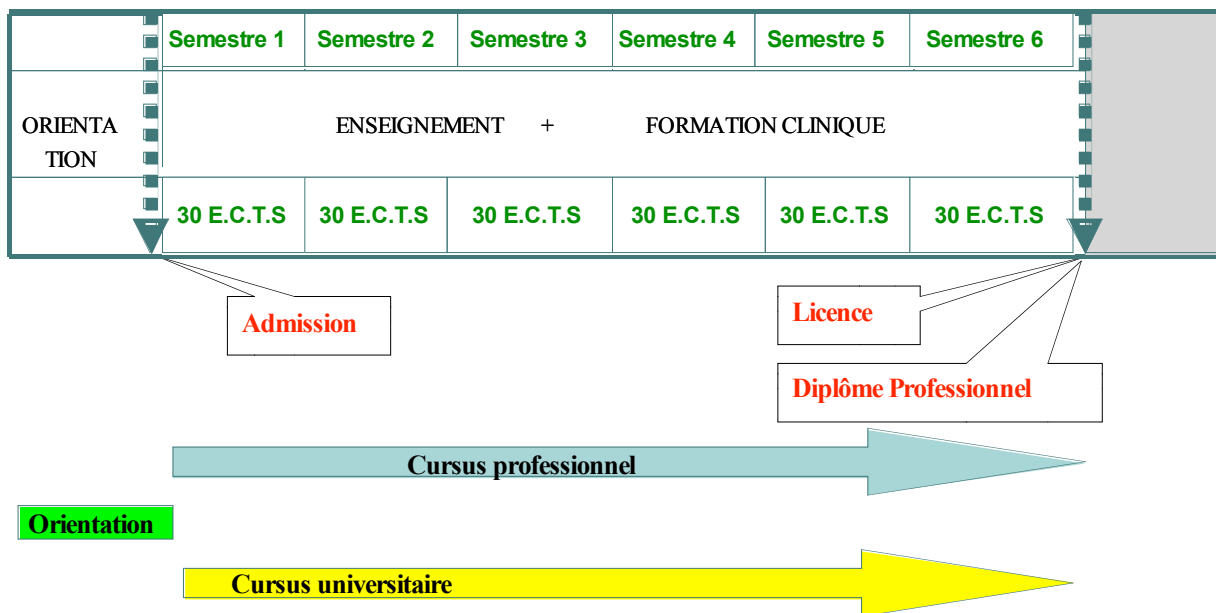 Semestre 1 Semestre 2 Semestre 3 Semestre 4 Semestre 5 Semestre 6
ORIENTA
TION
ENSEIGNEMENT + FORMATION CLINIQUE
30 E.C.T.S 30 E.C.T.S 30 E.C.T.S 30 E.C.T.S 30 E.C.T.S 30 E.C.T.S
Admission
Licence
Diplôme Professionnel
Cursus professionnel
Orientation
Cursus universitaire